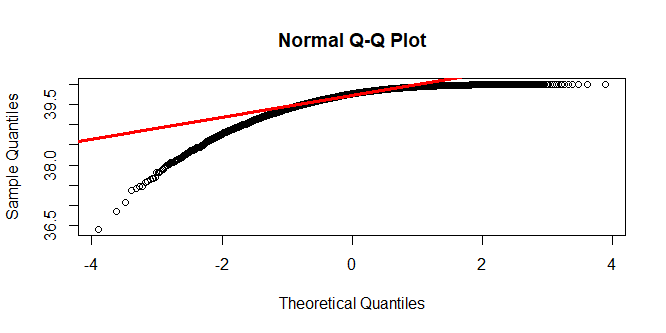 Normal Q-Q Plot
Sample Quantiles
39.5
38.0
36.5
-4 -2 0 2 4
Theoretical Quantiles